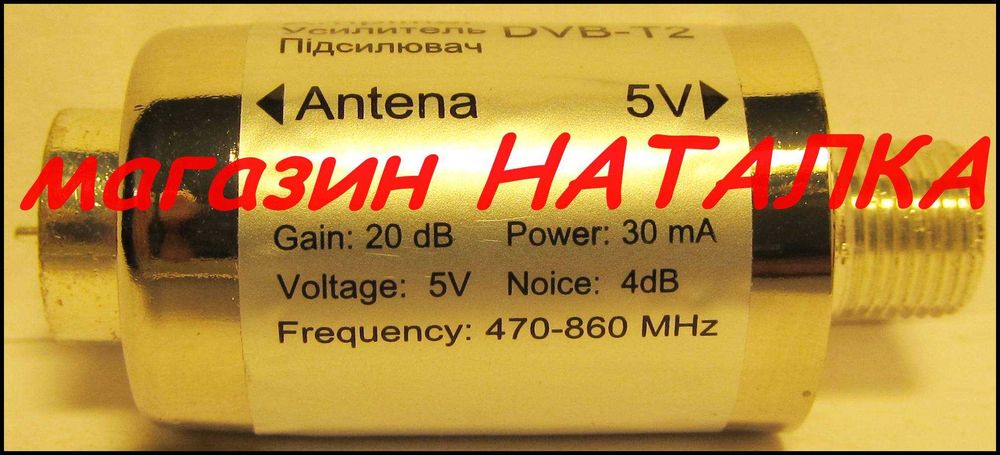 Усилитель DVB-T2
Підсилювач
Antena 5V
магазин НАТАЛКА
Gain: 20 dB Power: 30 mA
Voltage: 5V Noice: 4dB
Frequency: 470-860 MHz